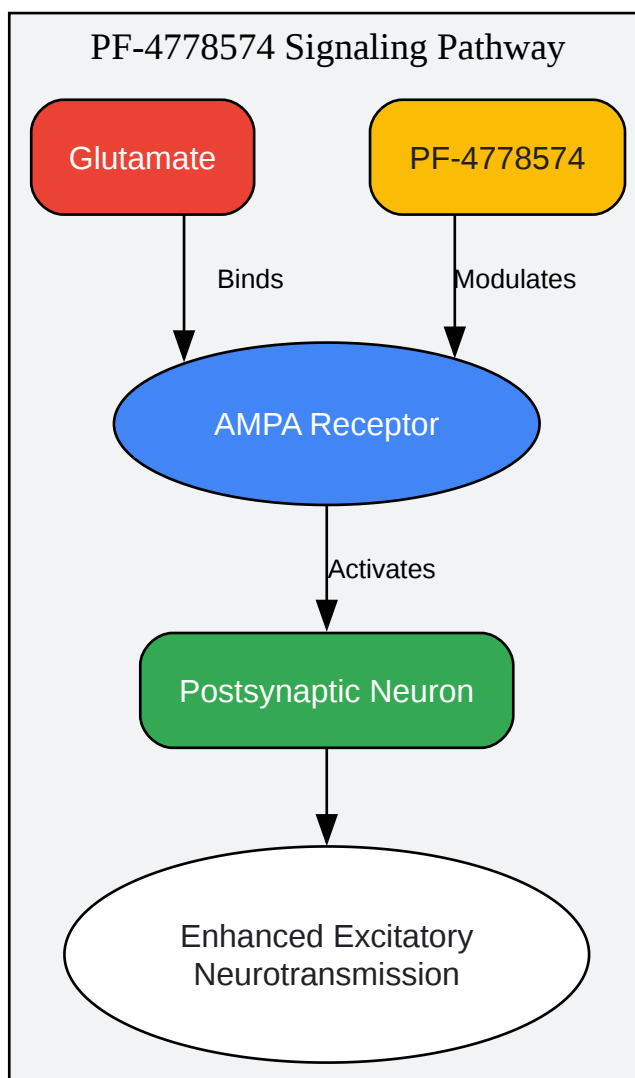 PF-4778574 Signaling Pathway
Glutamate
PF-4778574
Binds
Modulates
AMPA Receptor
Activates
Postsynaptic Neuron
Enhanced Excitatory
Neurotransmission